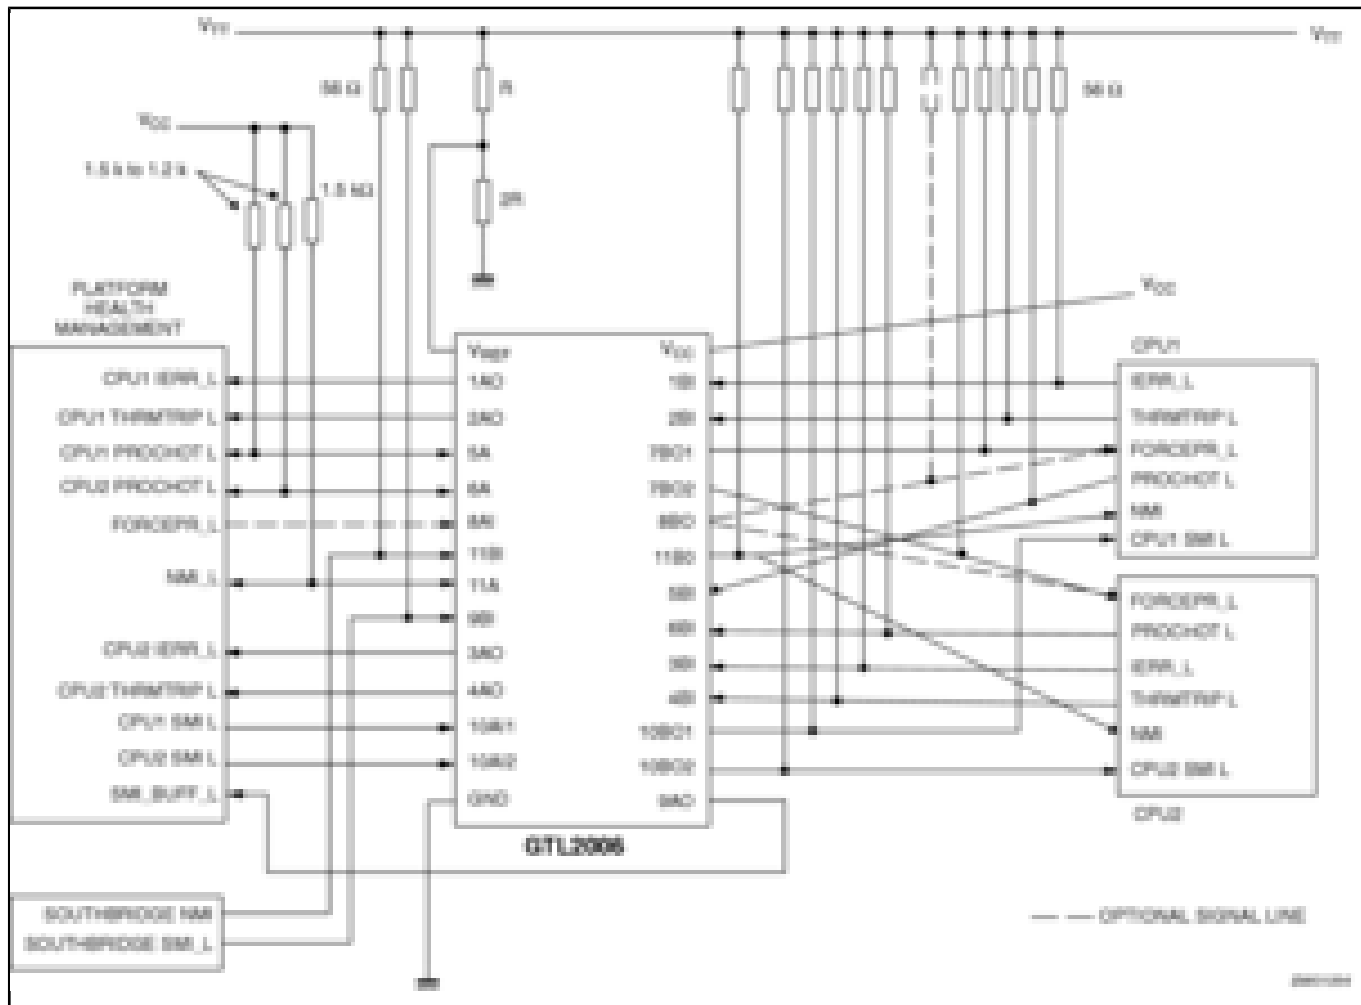 VTT
VTT
56 Ω
R
56 Ω
VCC
1.5 k to 1.2 k
1.5 kΩ
2R
PLATFORM
HEALTH
MANAGEMENT
VCC
VREF
VCC
CPU1
CPU1 IERR_L
1AO
1BI
IERR_L
CPU1 THRMTRIP L
2AO
2BI
THRMTRIP L
CPU1 PROCHOT L
5A
7BO1
FORCEPR_L
CPU2 PROCHOT L
6A
7BO2
PROCHOT L
FORCEPR_L
8AI
8BO
NMI
11BI
11BO
CPU1 SMI L
NMI_L
11A
5BI
FORCEPR_L
9BI
6BI
PROCHOT L
CPU2 IERR_L
3AO
3BI
IERR_L
CPU2 THRMTRIP L
4AO
4BI
THRMTRIP L
CPU1 SMI L
10AI1
10BO1
NMI
CPU2 SMI L
10AI2
10BO2
CPU2 SMI L
SMI_BUFF_L
GND
9AO
CPU2
GTL2006
SOUTHBRIDGE NMI
SOUTHBRIDGE SMI_L
OPTIONAL SIGNAL LINE